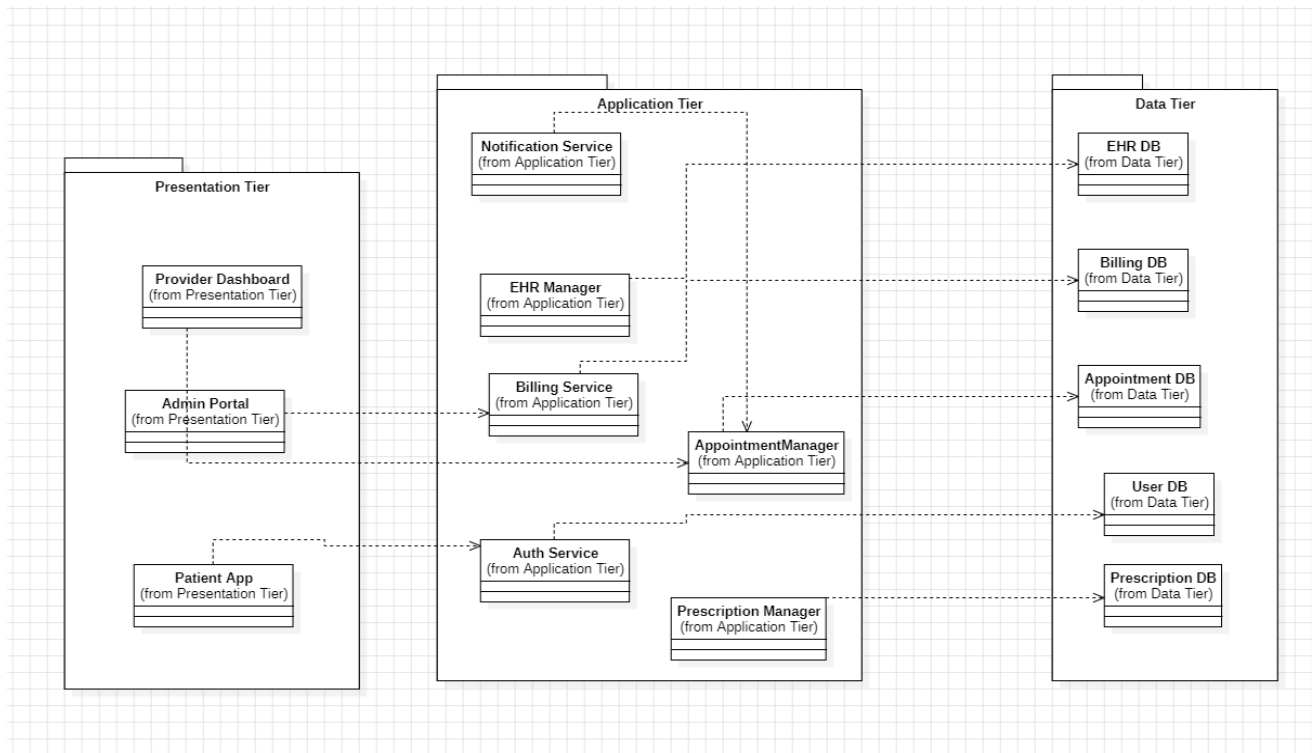 Presentation Tier
Provider Dashboard
(from Presentation Tier)
Admin Portal
(from Presentation Tier)
Patient App
(from Presentation Tier)
Application Tier
Notification Service
(from Application Tier)
EHR Manager
(from Application Tier)
Billing Service
(from Application Tier)
AppointmentManager
(from Application Tier)
Auth Service
(from Application Tier)
Prescription Manager
(from Application Tier)
Data Tier
EHR DB
(from Data Tier)
Billing DB
(from Data Tier)
Appointment DB
(from Data Tier)
User DB
(from Data Tier)
Prescription DB
(from Data Tier)